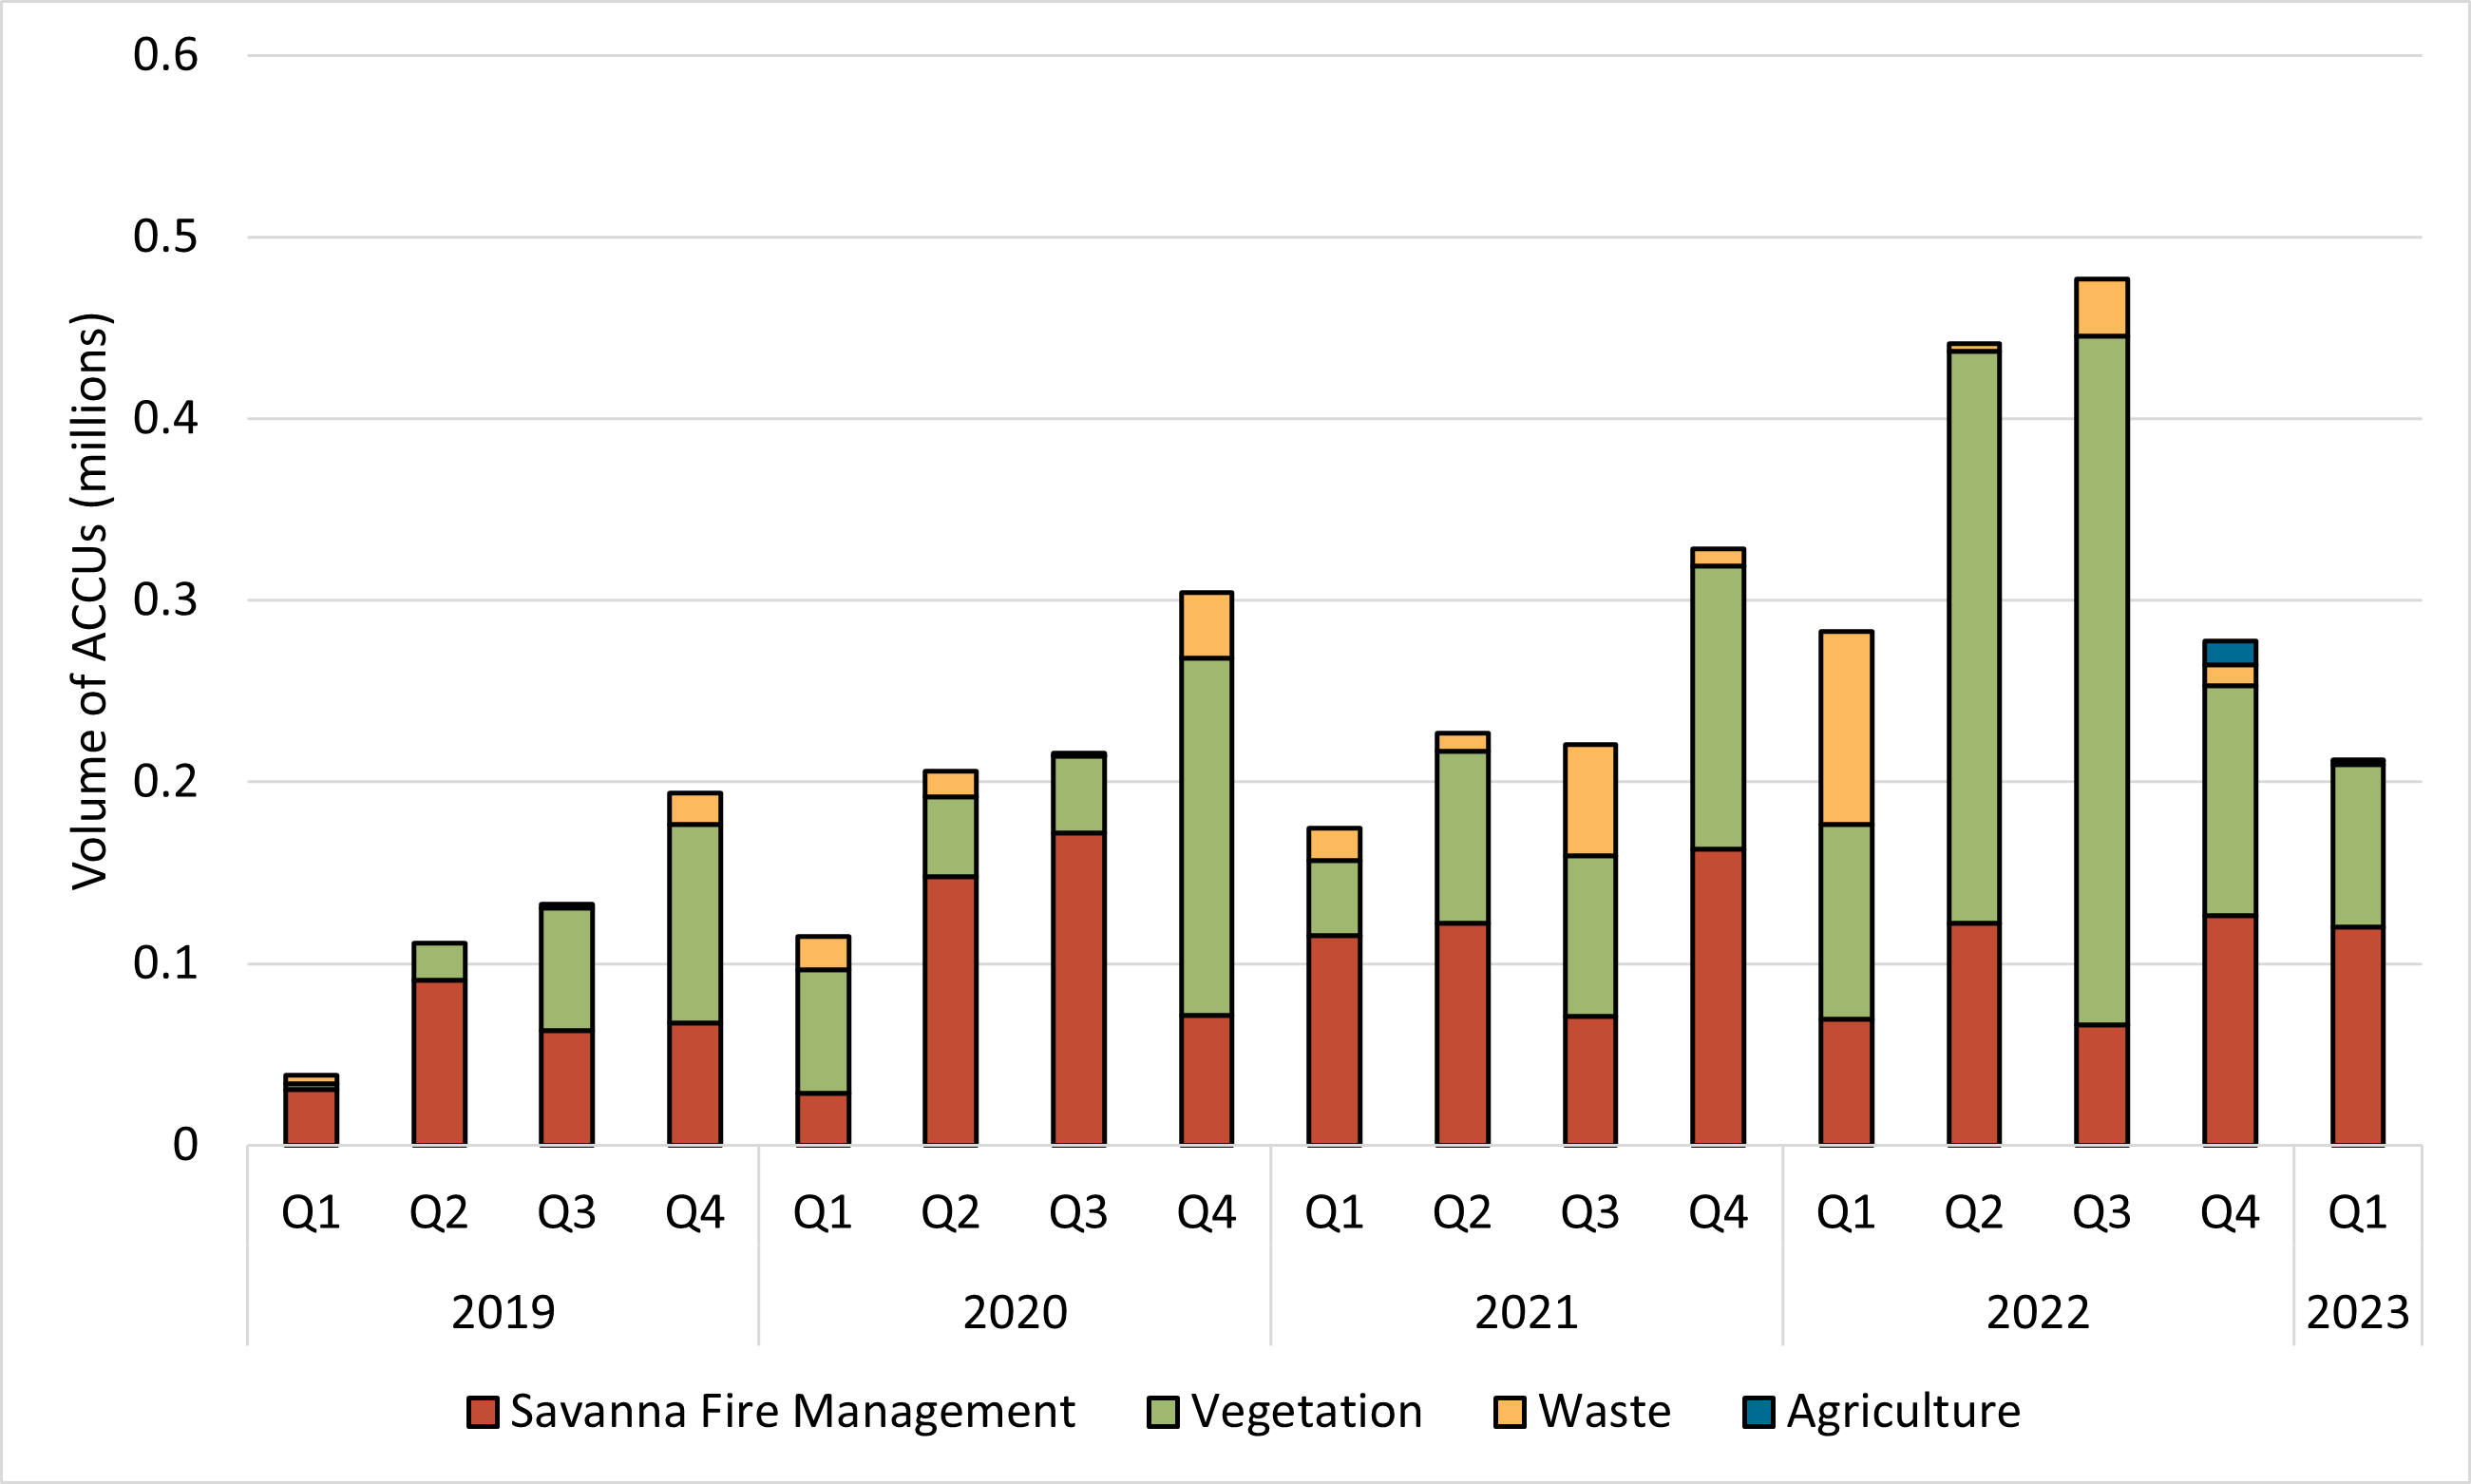 Volume of ACCUs (millions)
0.6
0.5
0.4
0.3
0.2
0.1
0
Q1 Q2 Q3 Q4 Q1 Q2 Q3 Q4 Q1 Q2 Q3 Q4 Q1 Q2 Q3 Q4 Q1
2019 2020 2021 2022 2023
Savanna Fire Management Vegetation Waste Agriculture